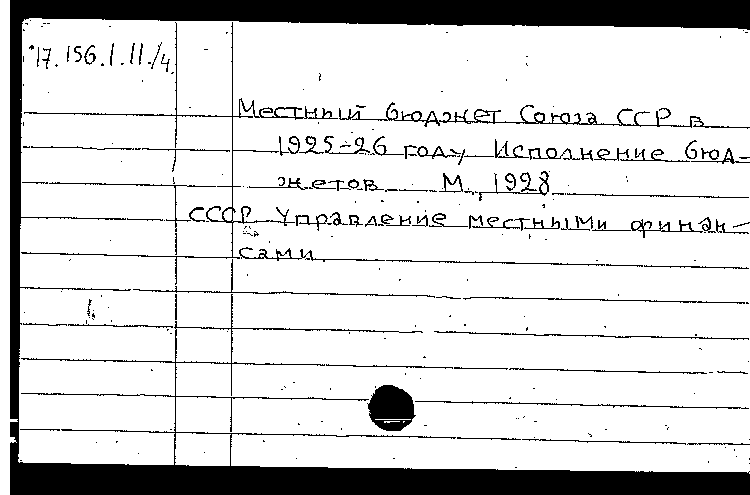 17.156.1.11./4.
Местный бюджет Союза ССР в
1925-26 году Исполнение бюд-
жетов М., 1928
СССР. Управление местными финан-
сами.